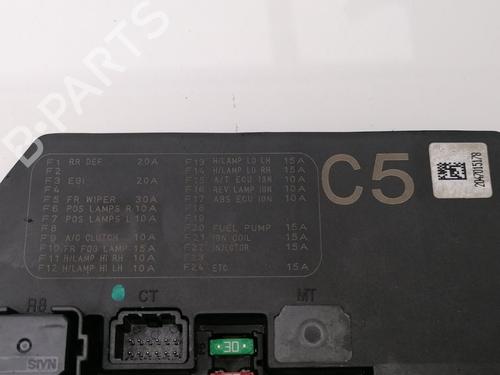 F1 RR DEF 20A
F2
F3 EGI 20A
F4
F5 FR WIPER 30A
F6 POS LAMPS R 10A
F7 POS LAMPS L 10A
F8
F9 A/C CLUTCH 10A
F10 FR FOG LAMP 15A
F11 H/LAMP HI RH 10A
F12 H/LAMP HI LH 10A
F13 H/LAMP LO LH 15A
F14 H/LAMP LO RH 15A
F15 A/T ECU IGN 10A
F16 REV LAMP IGN 10A
F17 ABS ECU IGN 10A
F18
F19
F20 FUEL PUMP 15A
F21 IGN COIL 15A
F22 INJCTOR 15A
F23
F24 ETC 15A
C5
2047015178
R8
CT
MT
30